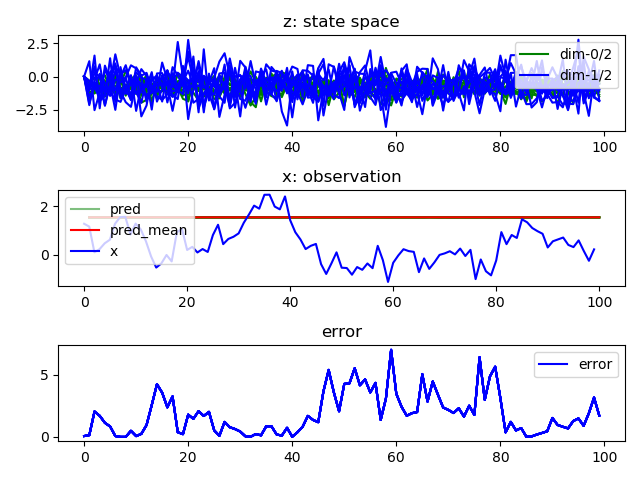 z: state space
2.5
0.0
−2.5
dim-0/2
dim-1/2
0
20
40
60
80
100
x: observation
2
0
pred
pred_mean
x
0
20
40
60
80
100
error
5
0
error
0
20
40
60
80
100